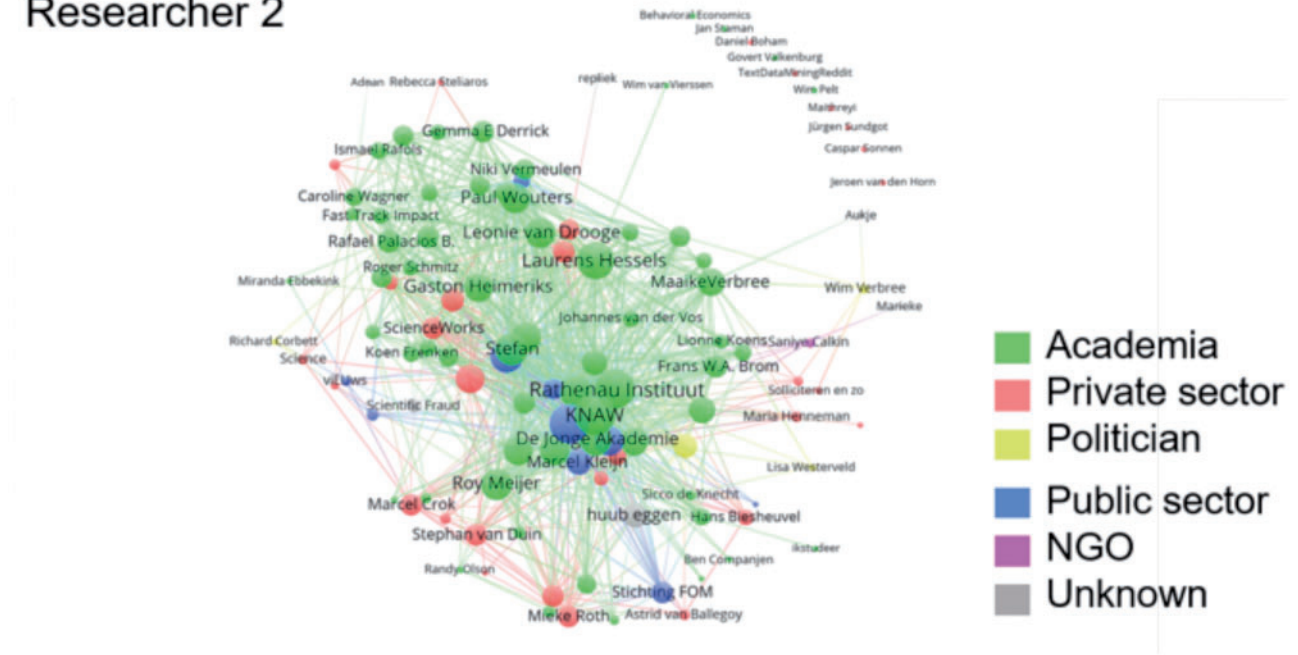 Researcher 2
Behavioral Economics
Jan Staman
Daniel Boham
Govert Valkenburg
TextDataMiningReddit
Wim Pelt
Maithreyi
Jürgen Sundgot
Caspar Sonnen
Jeroen van den Horn
Adnan
Rebecca Steliaros
repliek
Wim van Vierssen
Gemma E Derrick
Ismael Rafols
Niki Vermeulen
Caroline Wagner
Paul Wouters
Fast Track Impact
Aukje
Leonie van Drooge
Rafael Palacios B.
Laurens Hessels
Roger Schmitz
Miranda Ebbekink
Gaston Heimeriks
MaaikeVerbree
Wim Verbree
Marieke
Johannes van der Vos
ScienceWorks
Richard Corbett
Lionne Koens
Saniye Calkin
Koen Frenken
Stefan
Science
Frans W.A. Brom
Rathenau Instituut
Solliciteren en zo
Scientific Fraud
KNAW
Maria Henneman
De Jonge Akademie
Marcel Kleijn
Lisa Westerveld
Roy Meijer
Sicco de Knecht
Marcel Crok
huub eggen
Hans Biesheuvel
Stephan van Duin
ikstudeer
Ben Companjen
Randy Olson
Stichting FOM
Mieke Roth
Astrid van Ballegoy
Academia
Private sector
Politician
Public sector
NGO
Unknown